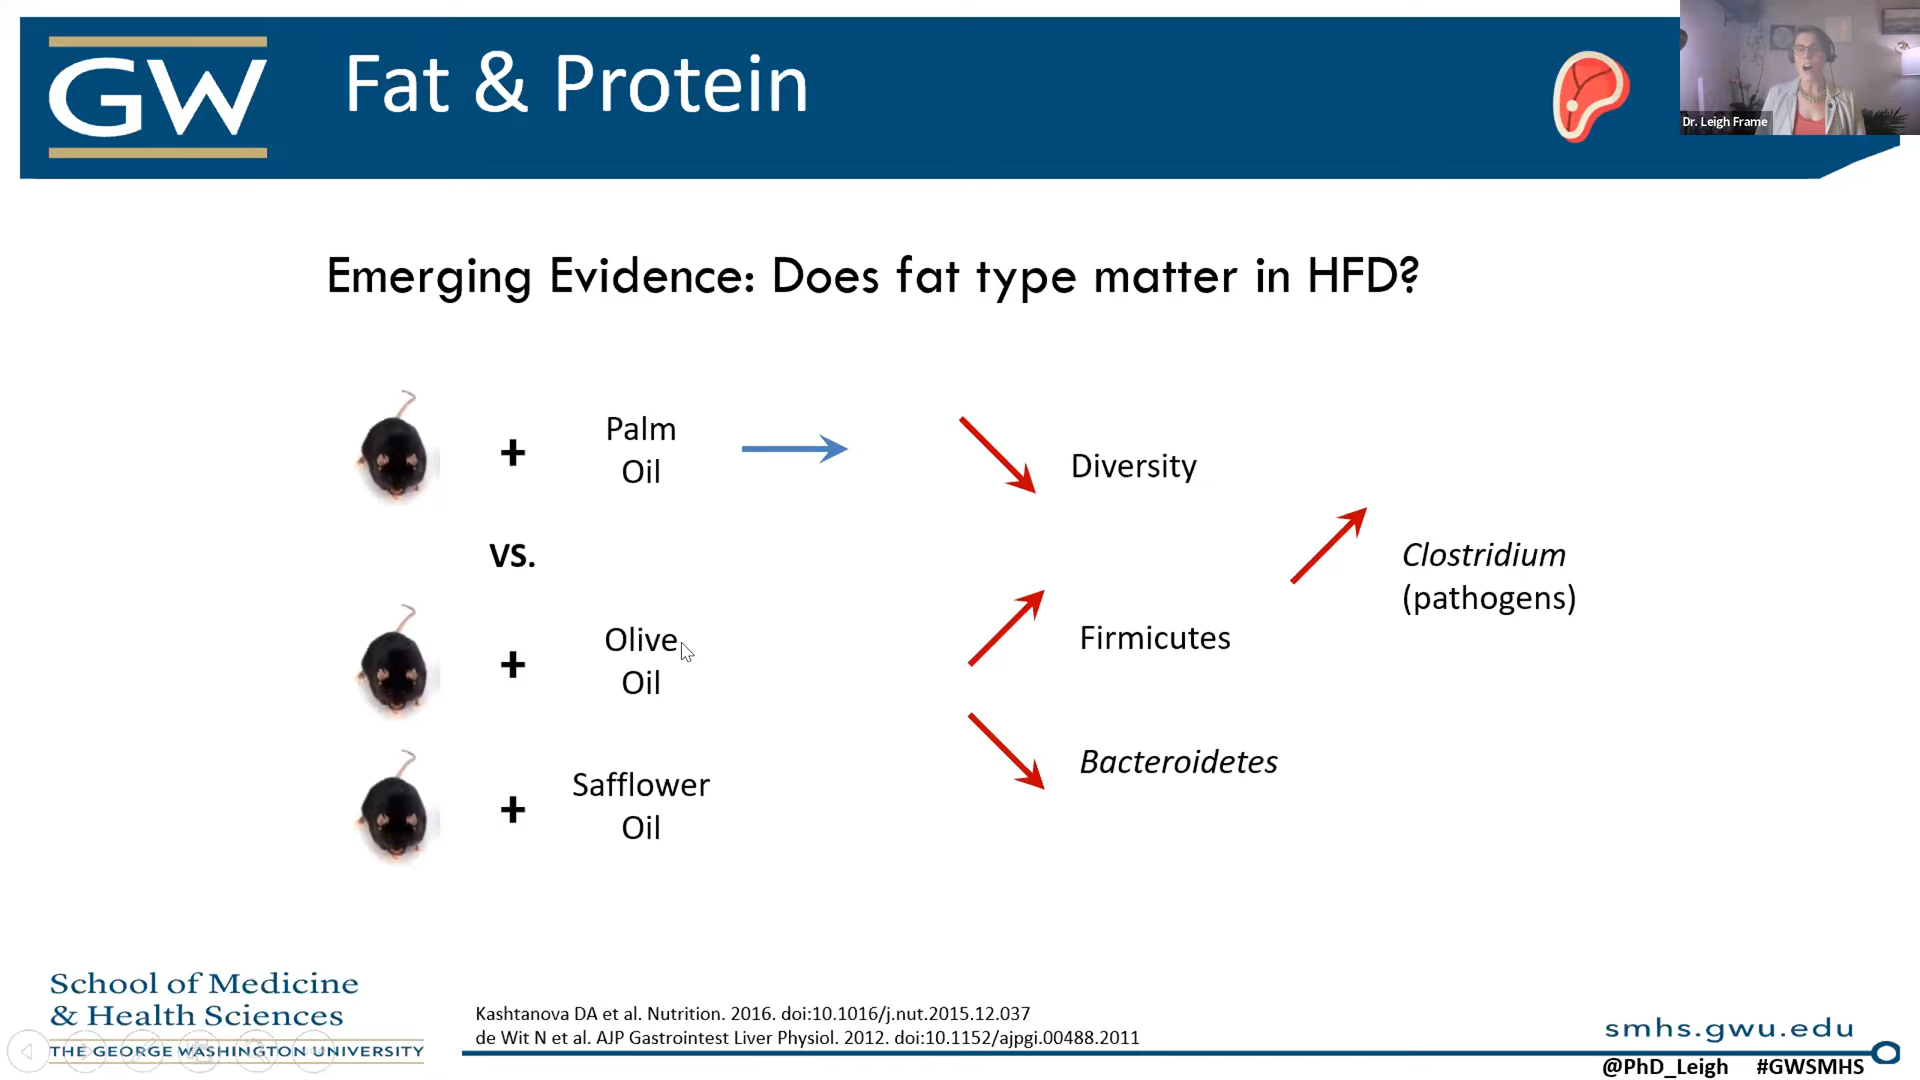 GW
Fat & Protein
Dr. Leigh Frame
Emerging Evidence: Does fat type matter in HFD?
+
Palm
Oil
Diversity
VS.
Clostridium
(pathogens)
+
Olive
Oil
Firmicutes
+
Safflower
Oil
Bacteroidetes
School of Medicine
& Health Sciences
THE GEORGE WASHINGTON UNIVERSITY
Kashtanova DA et al. Nutrition. 2016. doi:10.1016/j.nut.2015.12.037
de Wit N et al. AJP Gastrointest Liver Physiol. 2012. doi:10.1152/ajpgi.00488.2011
smhs.gwu.edu
@PhD_Leigh #GWSMHS